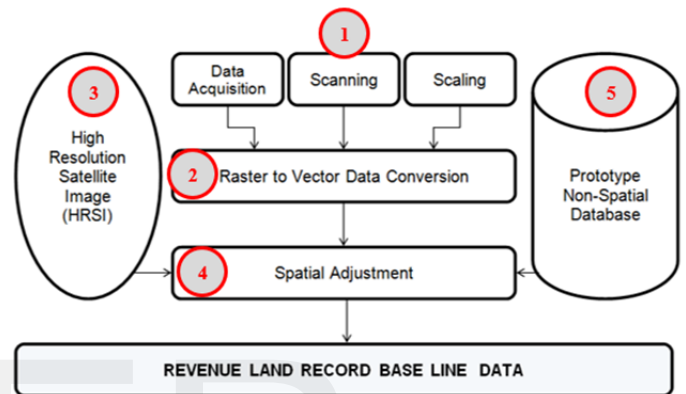 1
Data
Acquisition
Scanning
Scaling
3
High
Resolution
Satellite
Image
(HRSI)
2
Raster to Vector Data Conversion
5
Prototype
Non-Spatial
Database
4
Spatial Adjustment
REVENUE LAND RECORD BASE LINE DATA